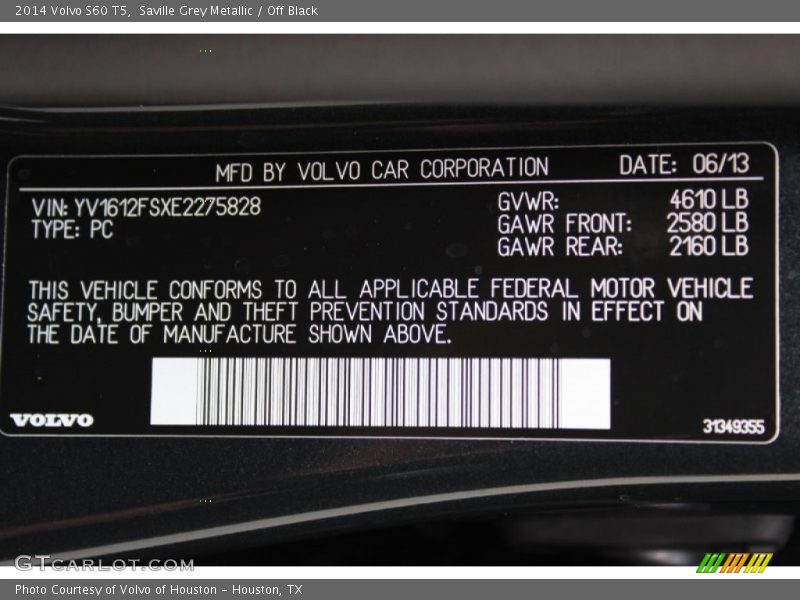 2014 Volvo S60 T5, Saville Grey Metallic / Off Black
MFD BY VOLVO CAR CORPORATION DATE: 06/13
VIN: YV1612FSXE2275828 GVWR: 4610 LB
TYPE: PC GAWR FRONT: 2580 LB
GAWR REAR: 2160 LB
THIS VEHICLE CONFORMS TO ALL APPLICABLE FEDERAL MOTOR VEHICLE
SAFETY, BUMPER AND THEFT PREVENTION STANDARDS IN EFFECT ON
THE DATE OF MANUFACTURE SHOWN ABOVE.
VOLVO 31349355
GTCARLOT.COM
Photo Courtesy of Volvo of Houston - Houston, TX